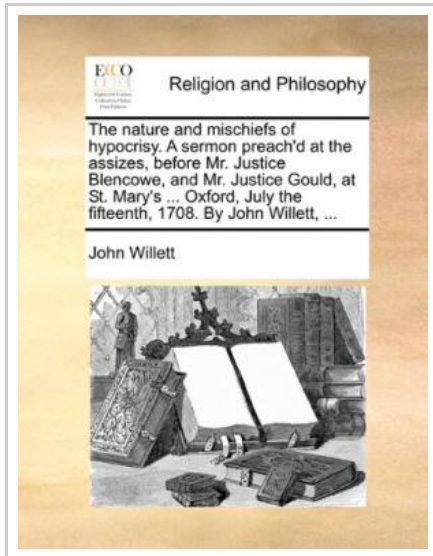 ECCO
Religion and Philosophy
The nature and mischiefs of
hypocrisy. A sermon preach'd at the
assizes, before Mr. Justice
Blencowe, and Mr. Justice Gould, at
St. Mary's ... Oxford, July the
fifteenth, 1708. By John Willett, ...
John Willett